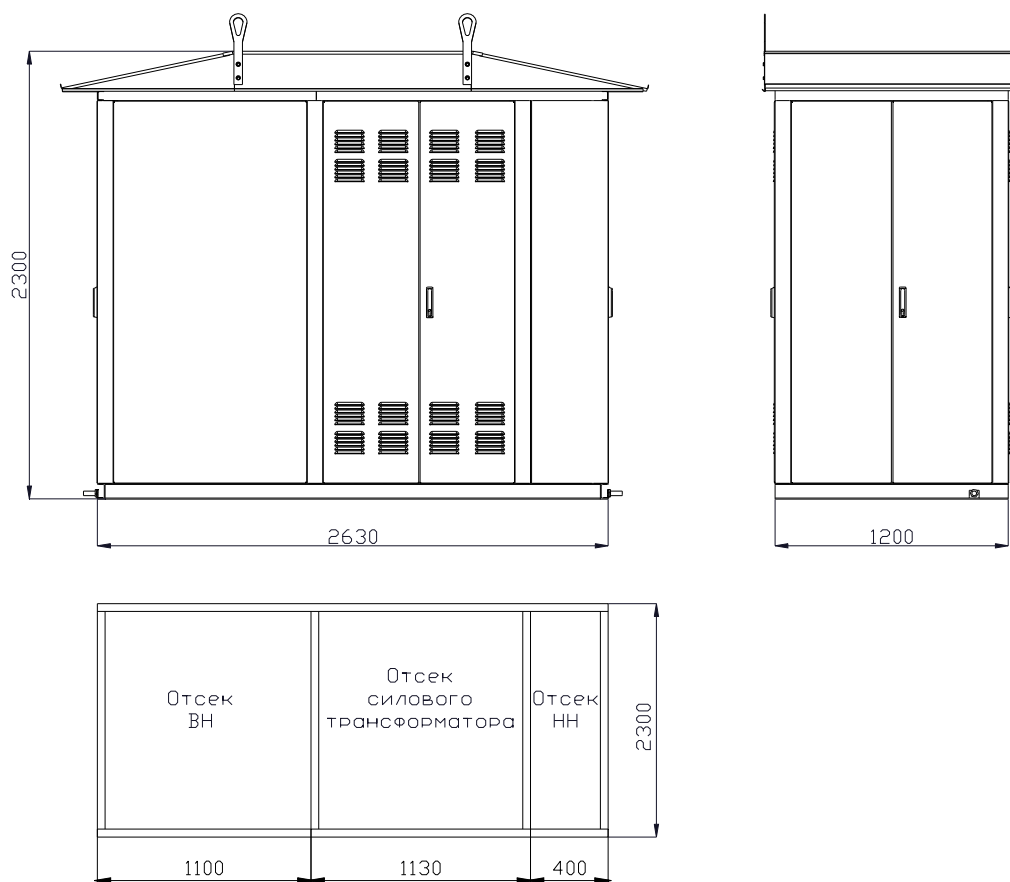 2300
2630
1200
Отсек
ВН
Отсек
силового
трансформатора
Отсек
НН
2300
1100
1130
400